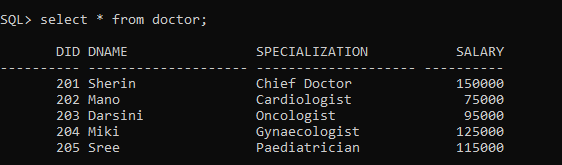 SQL> select * from doctor;
DID DNAME SPECIALIZATION SALARY
---------- -------------------- -------------------- ----------
201 Sherin Chief Doctor 150000
202 Mano Cardiologist 75000
203 Darsini Oncologist 95000
204 Miki Gynaecologist 125000
205 Sree Paediatrician 115000